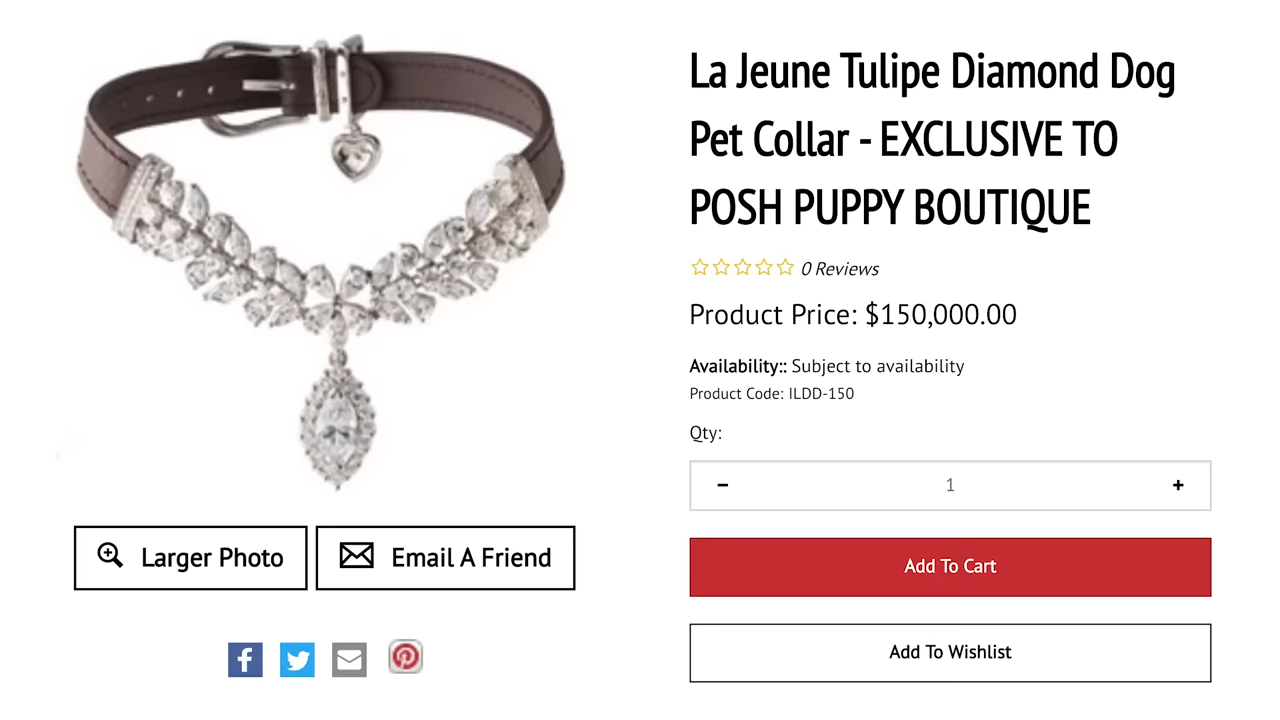 La Jeune Tulipe Diamond Dog
Pet Collar - EXCLUSIVE TO
POSH PUPPY BOUTIQUE
0 Reviews
Product Price: $150,000.00
Availability:: Subject to availability
Product Code: ILDD-150
Qty:
− 1 +
Add To Cart
Add To Wishlist
Larger Photo
Email A Friend